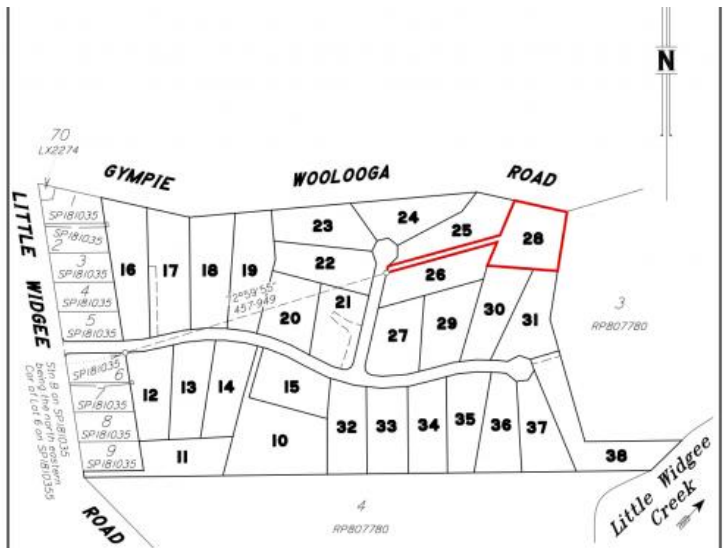 N
70
LX2274
GYMPIE WOOLOOGA ROAD
LITTLE WIDGEE ROAD
1
SP181035
SP181035
2
3
SP181035
4
SP181035
5
SP181035
SP181035
6
7
SP181035
8
SP181035
9
SP181035
16
17
18
19
23
24
25
28
22
26
21
20
27
29
30
31
2°59'55"
457·949
3
RP807780
12
13
14
15
10
11
32
33
34
35
36
37
38
Stn B on SP181035
being the north eastern
Cor of Lot 6 on SP1810355
4
RP807780
Little Widgee
Creek